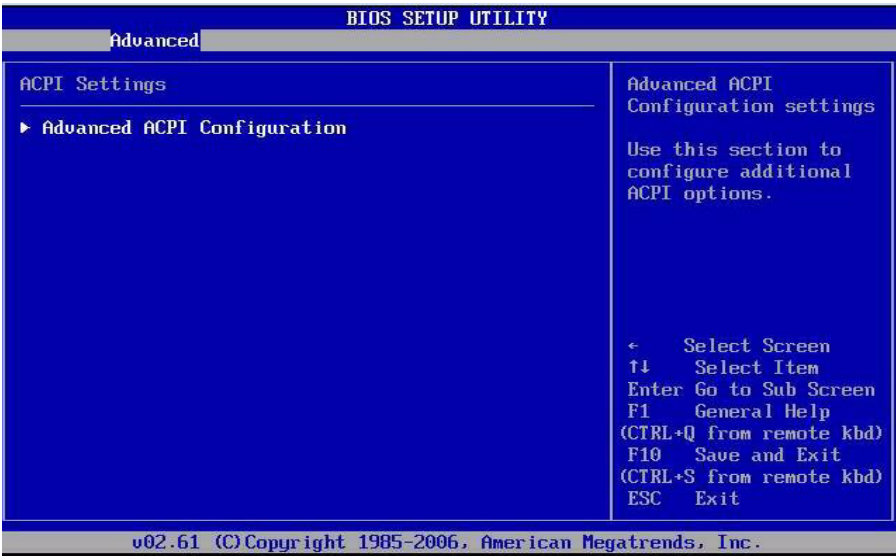 BIOS SETUP UTILITY
Advanced
ACPI Settings
▶ Advanced ACPI Configuration
Advanced ACPI
Configuration settings
Use this section to
configure additional
ACPI options.
← Select Screen
↑↓ Select Item
Enter Go to Sub Screen
F1 General Help
(CTRL+Q from remote kbd)
F10 Save and Exit
(CTRL+S from remote kbd)
ESC Exit
v02.61 (C)Copyright 1985-2006, American Megatrends, Inc.